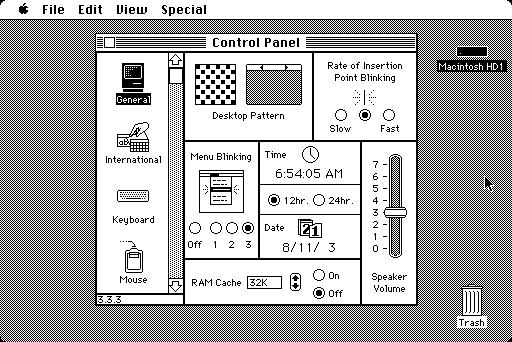 File Edit View Special
Control Panel
Macintosh HD1
General
International
Keyboard
Mouse
3.3.3
Desktop Pattern
Rate of Insertion
Point Blinking
Slow Fast
Menu Blinking
Off 1 2 3
Time
6:54:05 AM
12hr. 24hr.
Date
21
8/11/ 3
7
6
5
4
3
2
1
0
Speaker
Volume
RAM Cache 32K On
Off
Trash